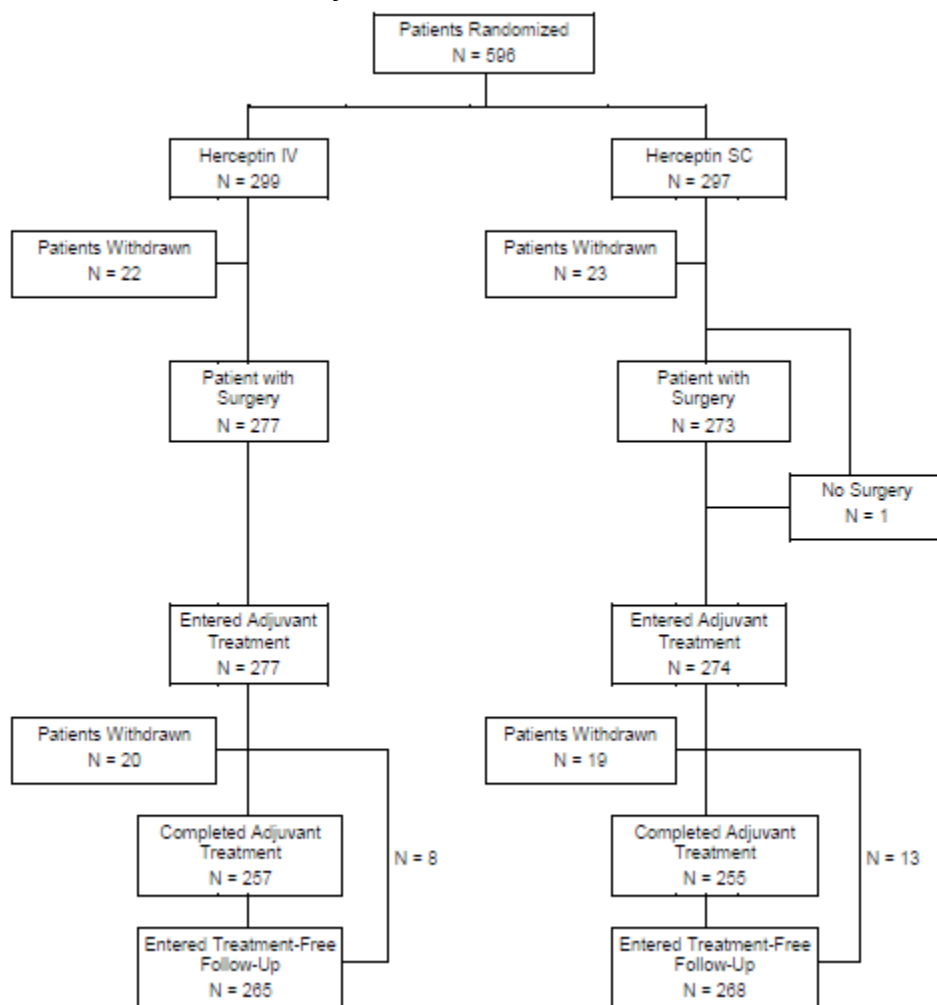 Patients Randomized
N = 596
Herceptin IV
N = 299
Herceptin SC
N = 297
Patients Withdrawn
N = 22
Patients Withdrawn
N = 23
Patient with
Surgery
N = 277
Patient with
Surgery
N = 273
No Surgery
N = 1
Entered Adjuvant
Treatment
N = 277
Entered Adjuvant
Treatment
N = 274
Patients Withdrawn
N = 20
Patients Withdrawn
N = 19
Completed Adjuvant
Treatment
N = 257
N = 8
Completed Adjuvant
Treatment
N = 255
N = 13
Entered Treatment-Free
Follow-Up
N = 265
Entered Treatment-Free
Follow-Up
N = 268